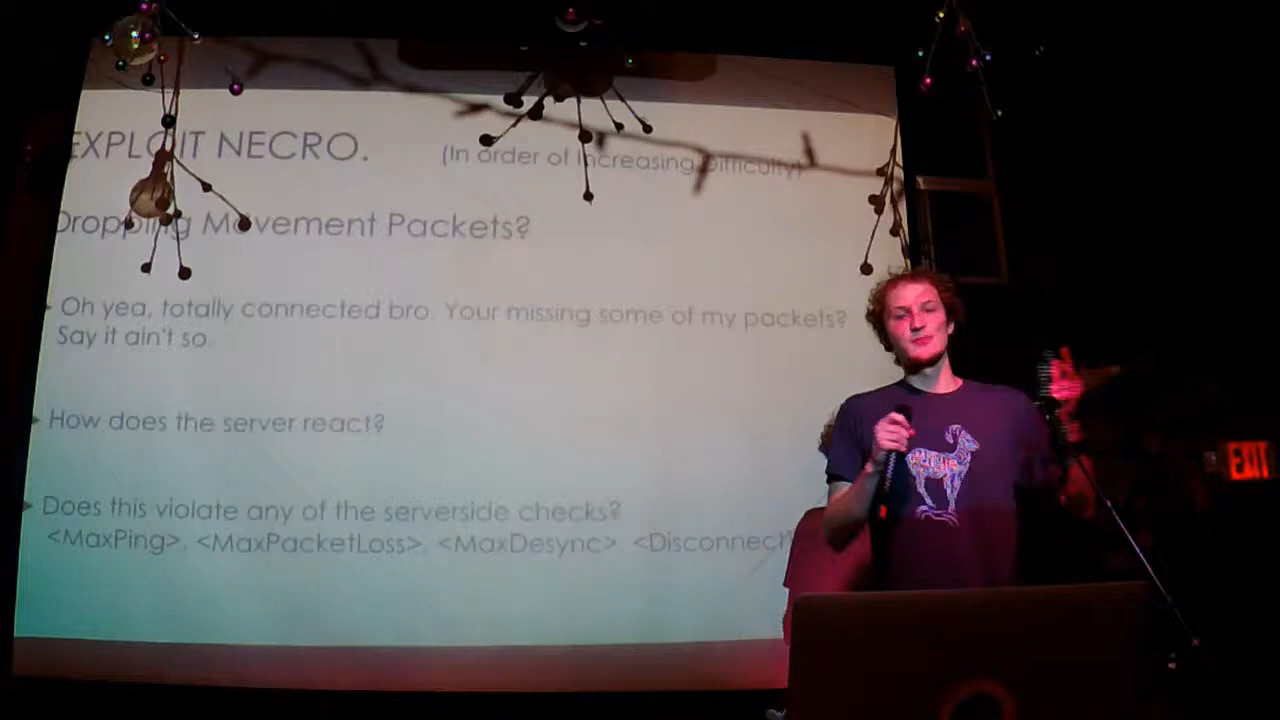 EXPLOIT NECRO. (In order of increasing difficulty)
Dropping Movement Packets?
Oh yea, totally connected bro. Your missing some of my packets?
Say it ain't so
How does the server react?
Does this violate any of the serverside checks?
<MaxPing>, <MaxPacketLoss>, <MaxDesync>, <Disconnect
EXIT